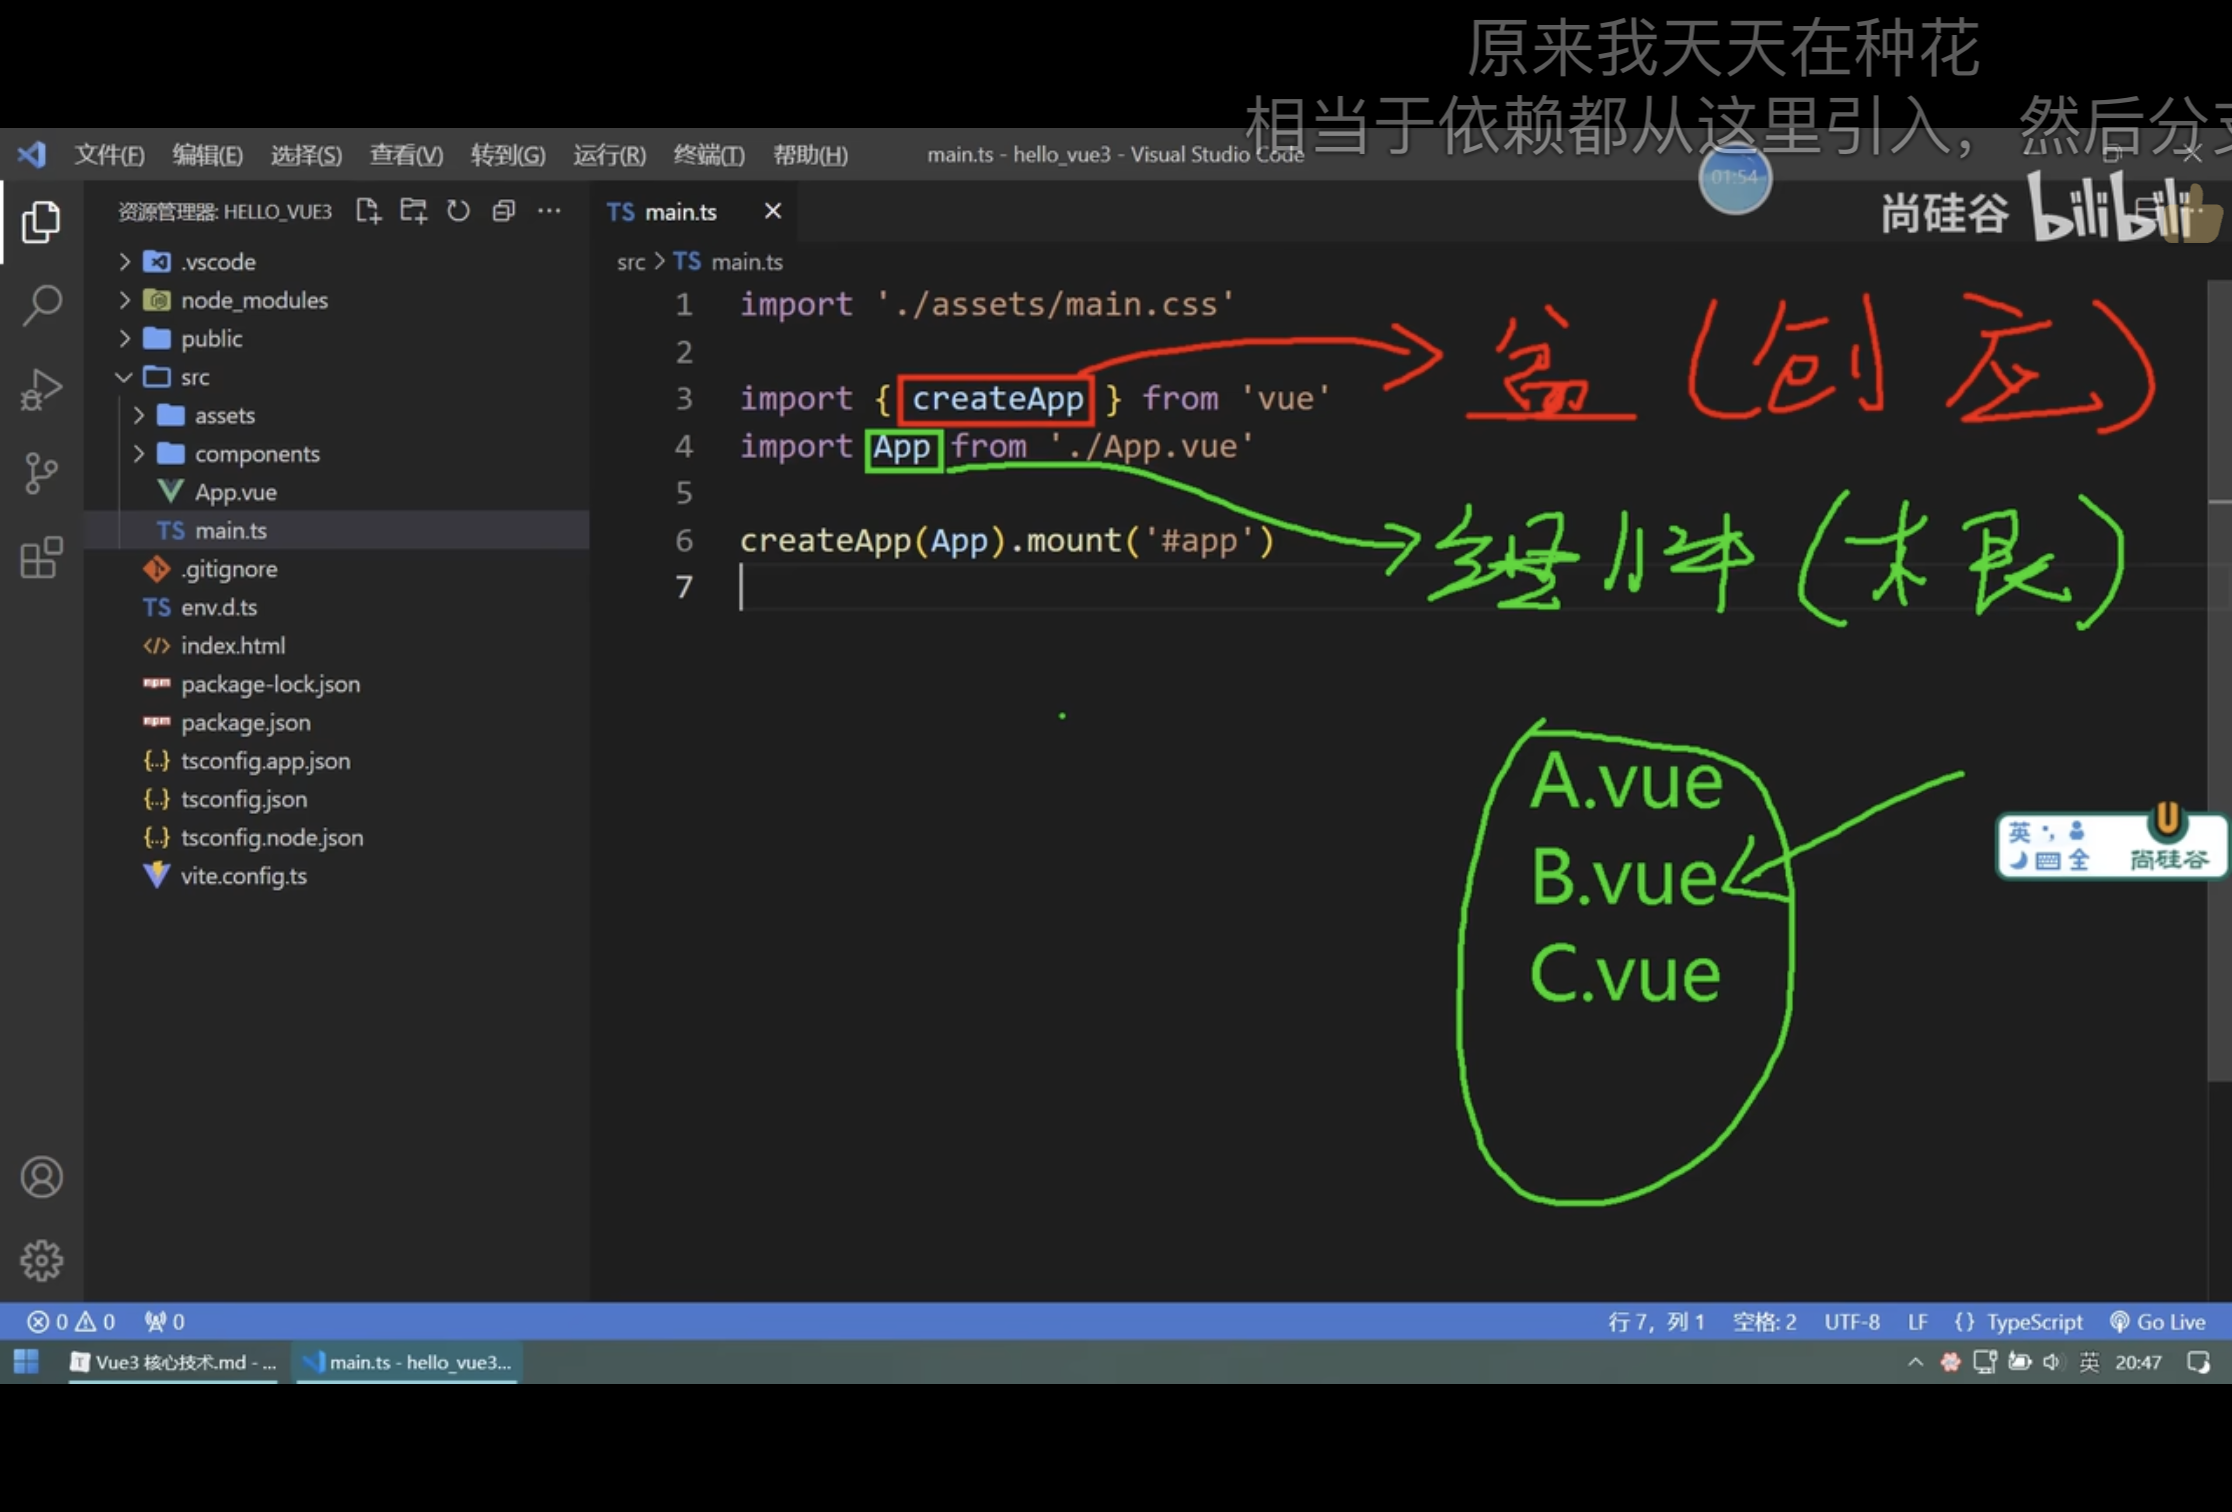 原来我天天在种花
相当于依赖都从这里引入，然后分支
文件(F) 编辑(E) 选择(S) 查看(V) 转到(G) 运行(R) 终端(T) 帮助(H) main.ts - hello_vue3 - Visual Studio Code
01:54
尚硅谷 bilibili
资源管理器: HELLO_VUE3
TS main.ts
.vscode
node_modules
public
src
assets
components
App.vue
TS main.ts
.gitignore
TS env.d.ts
index.html
package-lock.json
package.json
tsconfig.app.json
tsconfig.json
tsconfig.node.json
vite.config.ts
src > TS main.ts
1 import './assets/main.css'
2
3 import { createApp } from 'vue'
4 import App from './App.vue'
5
6 createApp(App).mount('#app')
7
盆 (创应)
组件 (根)
A.vue
B.vue
C.vue
英 全 尚硅谷
0 0 0
行 7，列 1 空格: 2 UTF-8 LF {} TypeScript Go Live
Vue3 核心技术.md - ... main.ts - hello_vue3... 英 20:47